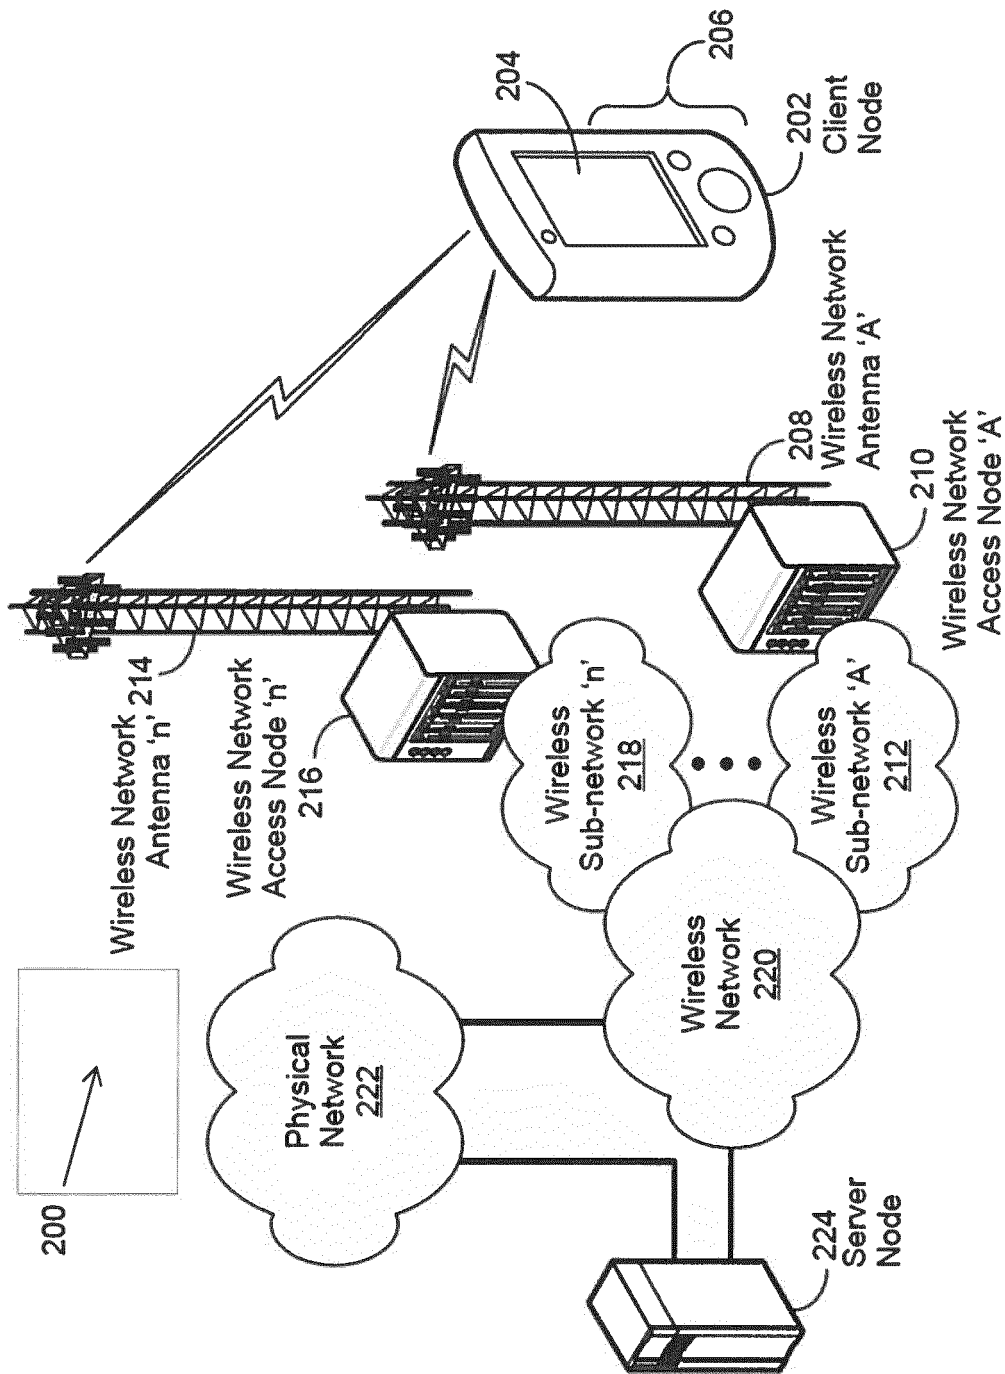 200
Wireless Network
Antenna 'n' 214
Wireless Network
Access Node 'n'
216
Physical
Network
222
Wireless
Sub-network 'n'
218
Wireless
Network
220
Wireless
Sub-network 'A'
212
224
Server
Node
204
206
202
Client
Node
208
Wireless Network
Antenna 'A'
210
Wireless Network
Access Node 'A'